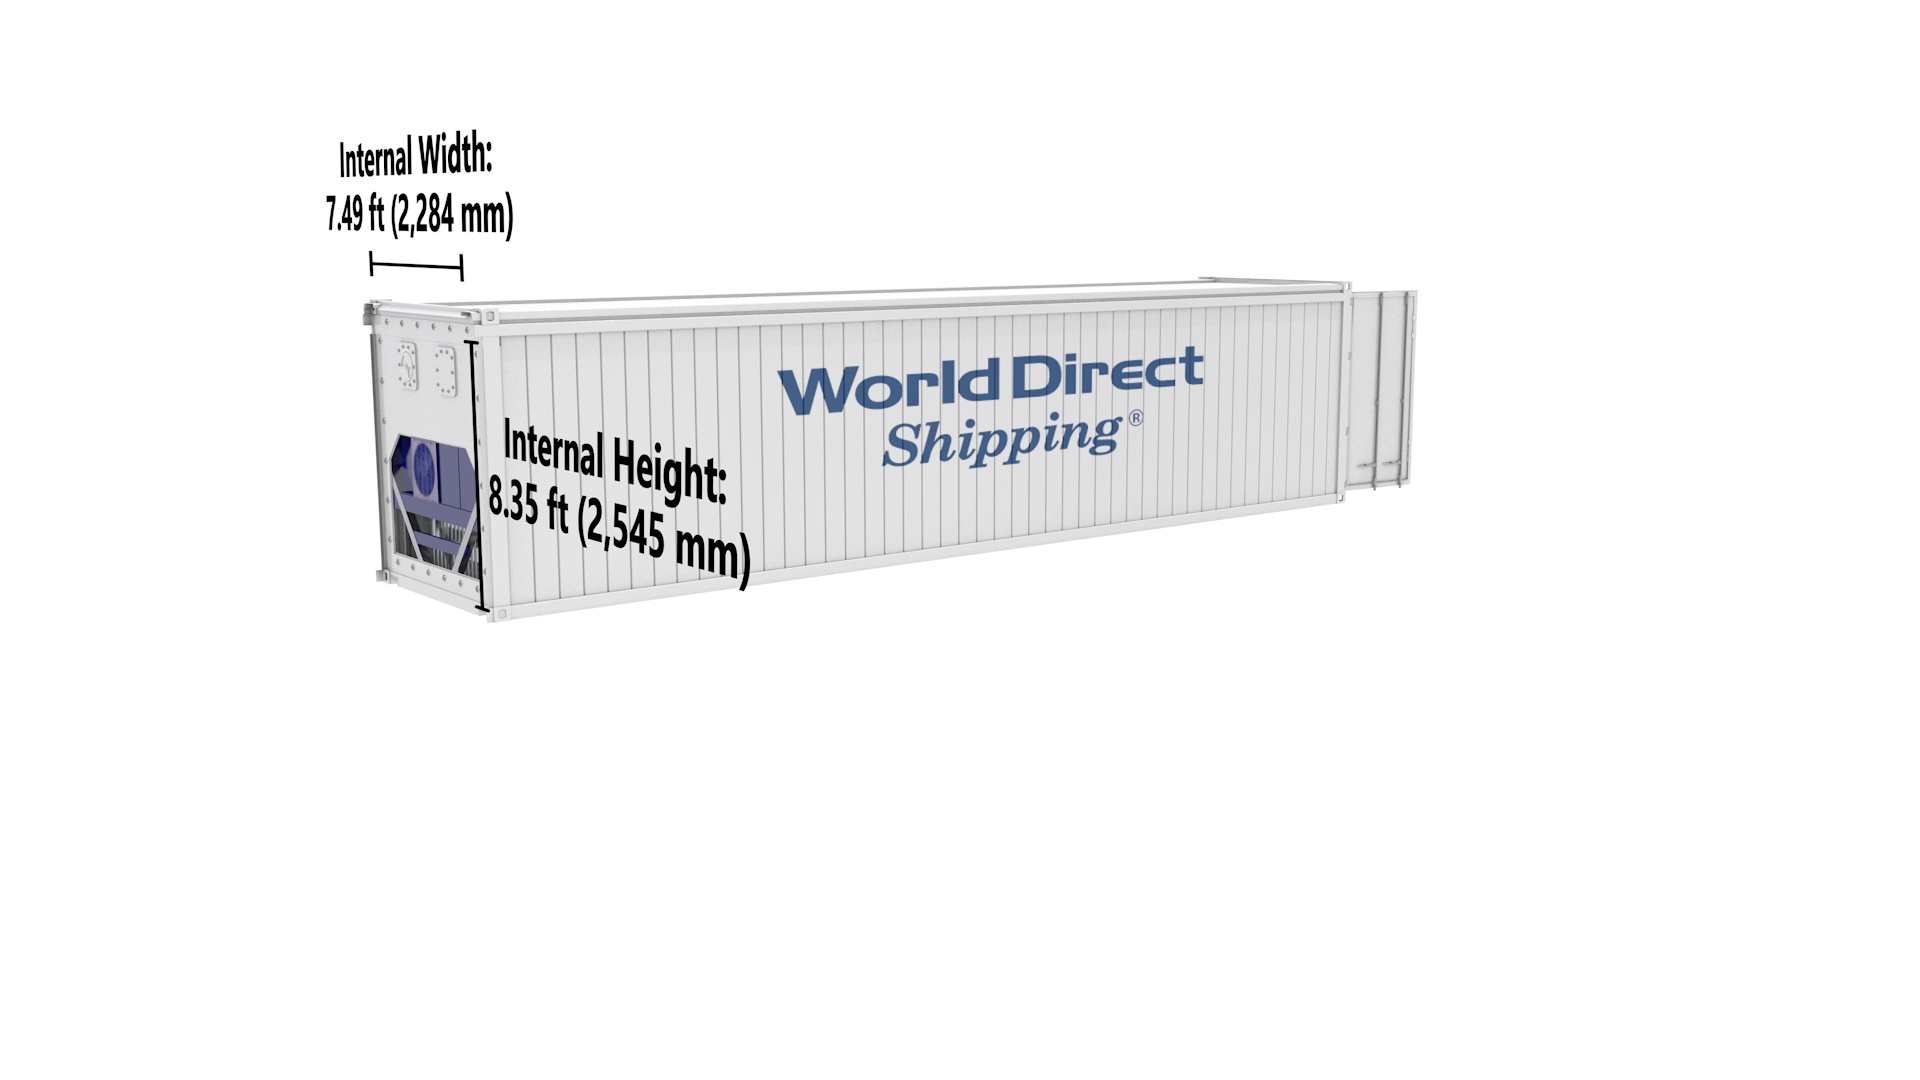 Internal Width:
7.49 ft (2,284 mm)
World Direct
Shipping®
Internal Height:
8.35 ft (2,545 mm)